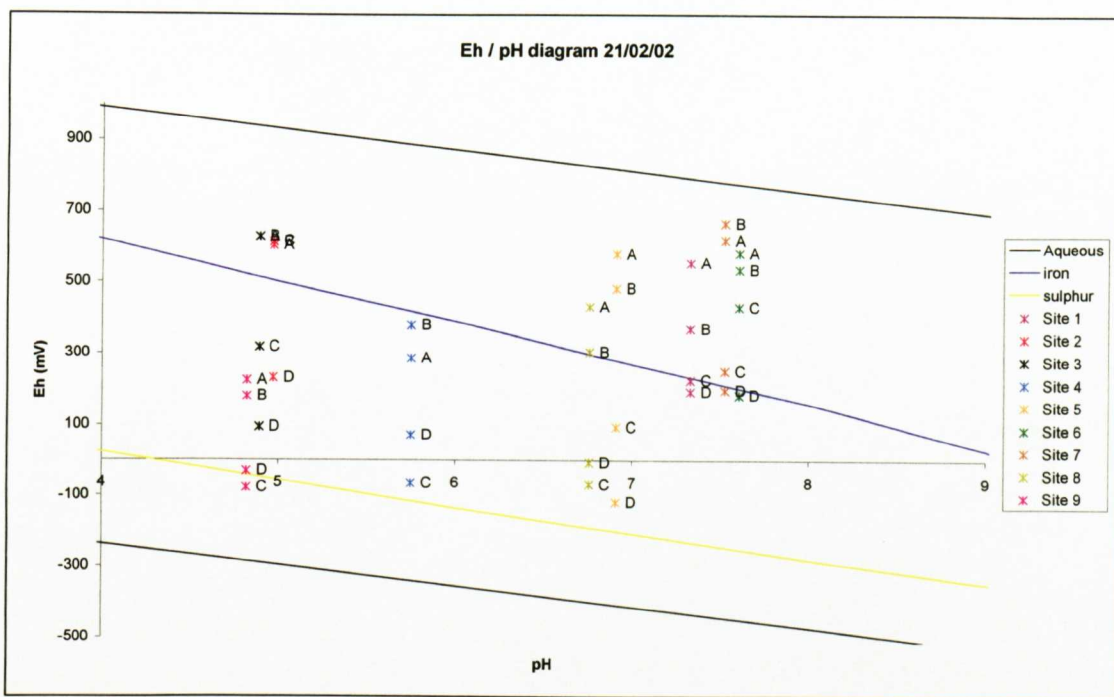 Eh / pH diagram 21/02/02
Eh (mV)
900
700
500
300
100
-100
-300
-500
4
5
6
7
8
9
pH
B
C
A
C
A
D
B
D
D
C
B
A
D
C
A
B
A
B
C
D
C
D
A
B
C
D
B
A
A
B
C
C
D
D
Aqueous
iron
sulphur
Site 1
Site 2
Site 3
Site 4
Site 5
Site 6
Site 7
Site 8
Site 9